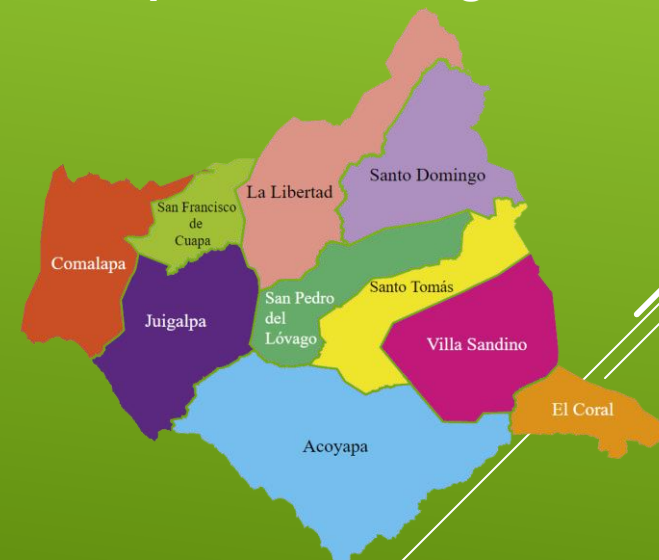 La Libertad
Santo Domingo
San Francisco
de
Cuapa
Comalapa
Juigalpa
San Pedro
del
Lóvago
Santo Tomás
Villa Sandino
El Coral
Acoyapa